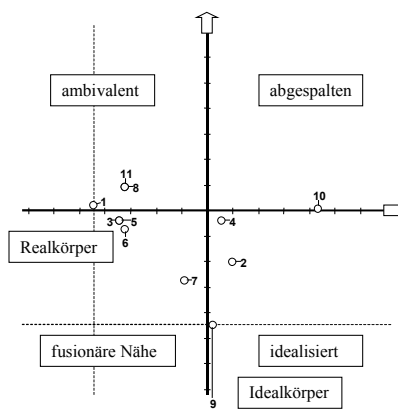 ambivalent
abgespalten
11
8
1
10
3
5
4
Realkörper
6
2
7
fusionäre Nähe
idealisiert
Idealkörper
9